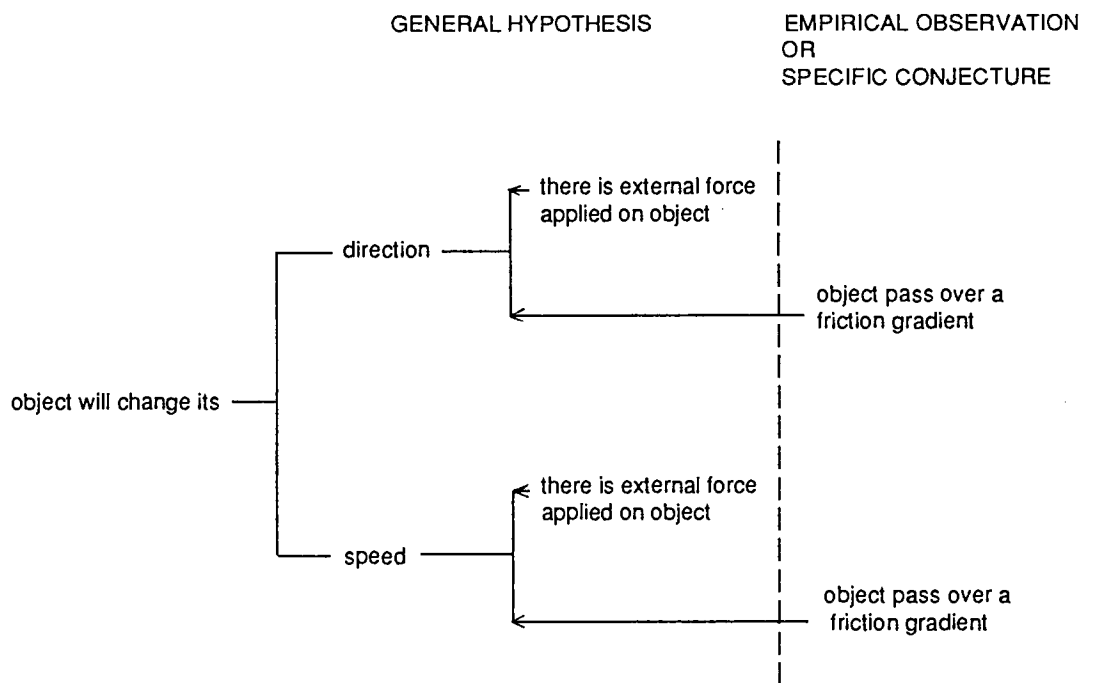 GENERAL HYPOTHESIS
EMPIRICAL OBSERVATION
OR
SPECIFIC CONJECTURE
there is external force
applied on object
direction
object pass over a
friction gradient
object will change its
there is external force
applied on object
speed
object pass over a
friction gradient